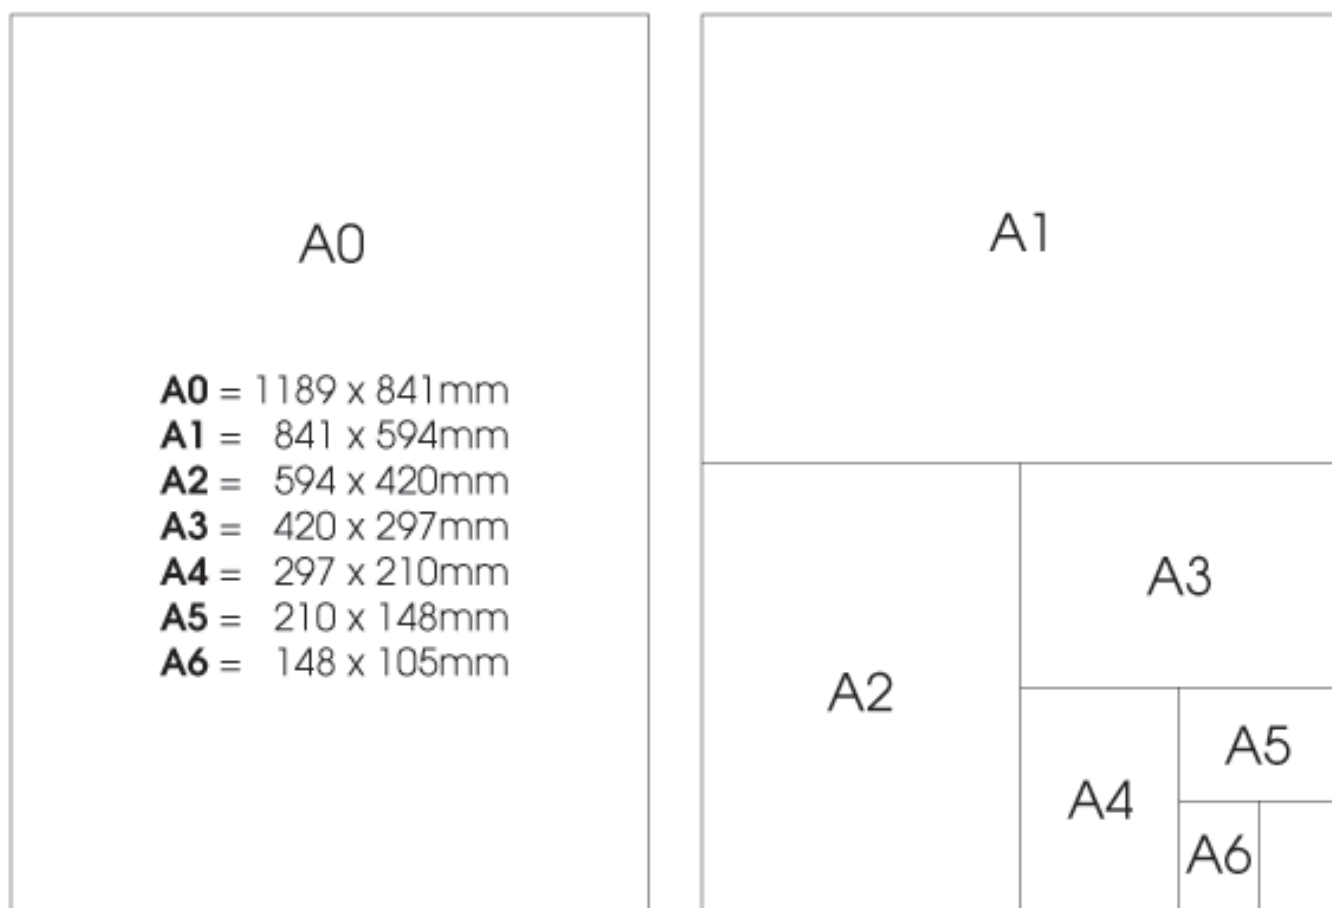 A0
A0 = 1189 x 841mm
A1 = 841 x 594mm
A2 = 594 x 420mm
A3 = 420 x 297mm
A4 = 297 x 210mm
A5 = 210 x 148mm
A6 = 148 x 105mm
A1
A3
A2
A5
A4
A6